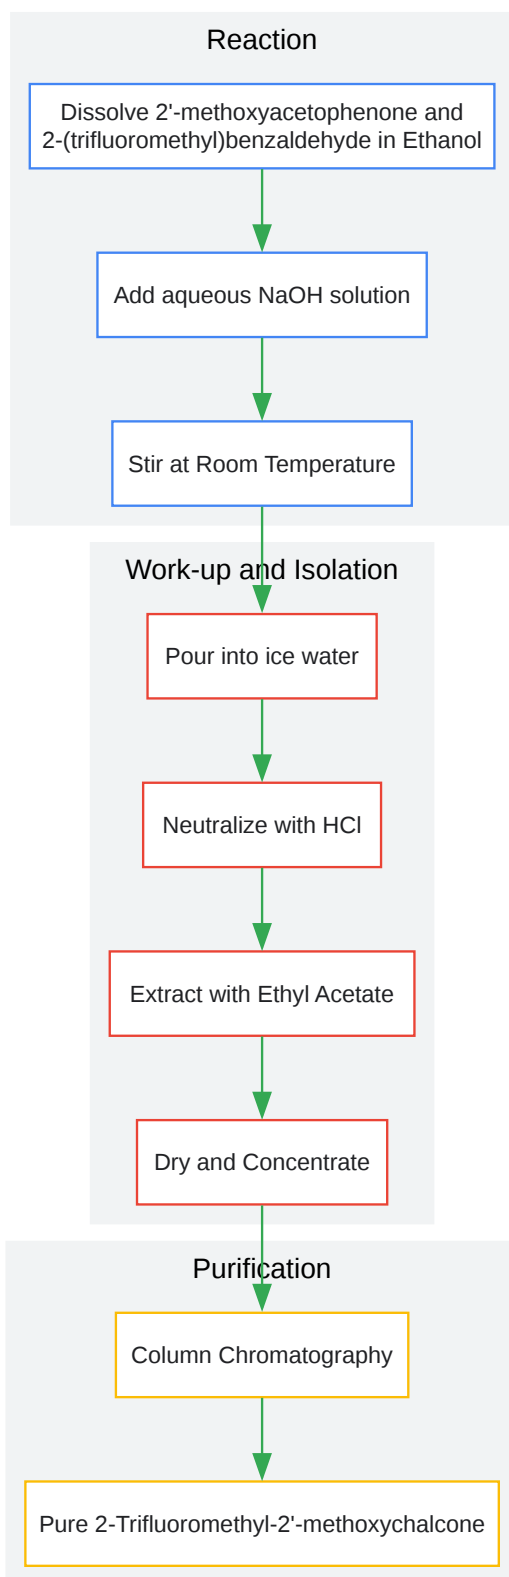 Reaction
Dissolve 2'-methoxyacetophenone and
2-(trifluoromethyl)benzaldehyde in Ethanol
Add aqueous NaOH solution
Stir at Room Temperature
Work-up and Isolation
Pour into ice water
Neutralize with HCl
Extract with Ethyl Acetate
Dry and Concentrate
Purification
Column Chromatography
Pure 2-Trifluoromethyl-2'-methoxychalcone